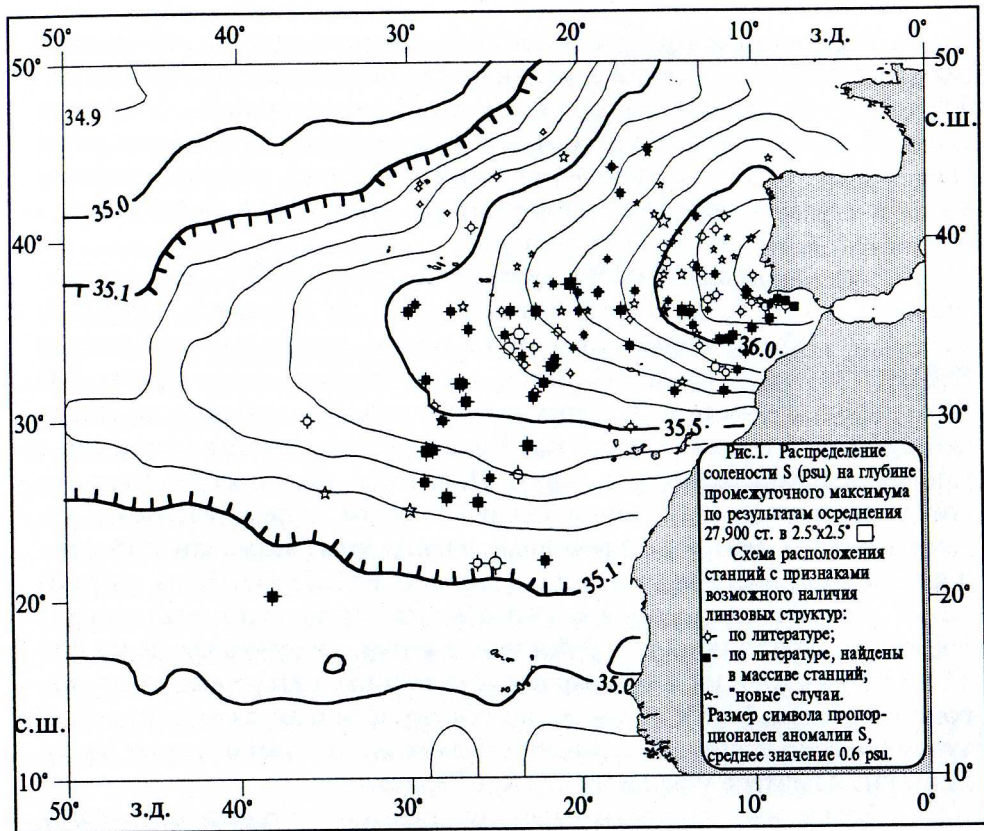 50° 40° 30° 20° 10° з.д. 0°
50° 50°
34.9
с.ш.
35.0
40° 40°
35.1
36.0
30° 35.5 30°
Рис.1. Распределение
солености S (psu) на глубине
промежуточного максимума
по результатам осреднения
27,900 ст. в 2.5°x2.5° □.
Схема расположения
станций с признаками
возможного наличия
линзовых структур:
по литературе;
по литературе, найдены
в массиве станций;
"новые" случаи.
Размер символа пропор-
ционален аномалии S,
среднее значение 0.6 psu.
35.1
20° 20°
35.0
с.ш.
10° 10°
50° з.д. 40° 30° 20° 10° 0°